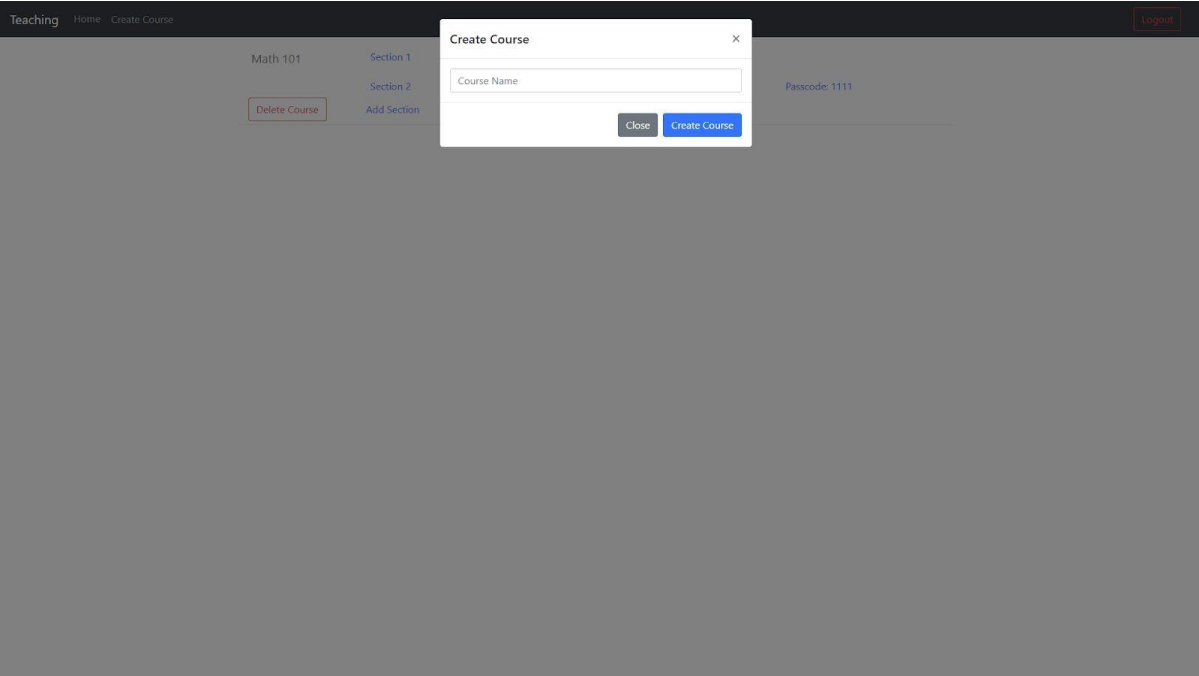 Teaching Home Create Course Logout
Create Course ×
Course Name
Close Create Course
Math 101 Section 1
Section 2 Passcode: 1111
Delete Course Add Section